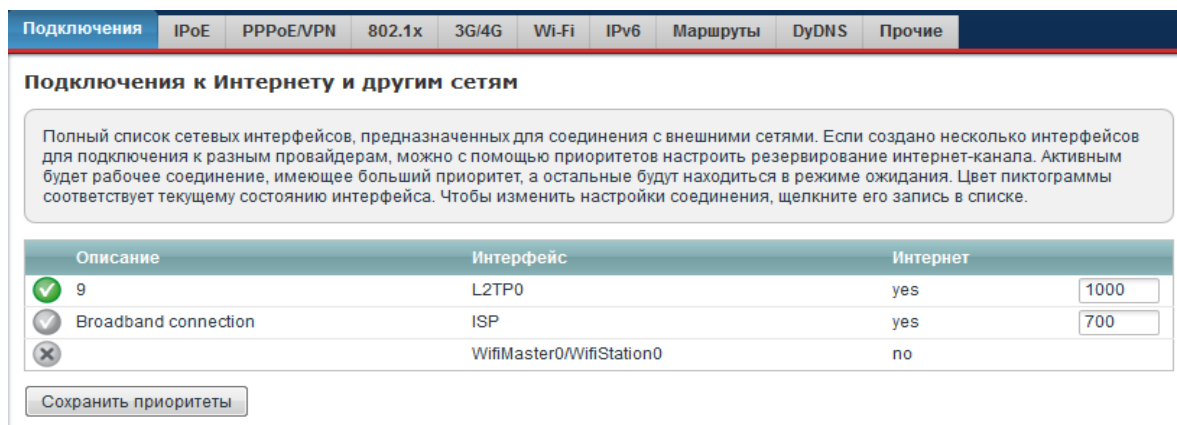 Подключения IPoE PPPoE/VPN 802.1x 3G/4G Wi-Fi IPv6 Маршруты DyDNS Прочие
Подключения к Интернету и другим сетям
Полный список сетевых интерфейсов, предназначенных для соединения с внешними сетями. Если создано несколько интерфейсов
для подключения к разным провайдерам, можно с помощью приоритетов настроить резервирование интернет-канала. Активным
будет рабочее соединение, имеющее больший приоритет, а остальные будут находиться в режиме ожидания. Цвет пиктограммы
соответствует текущему состоянию интерфейса. Чтобы изменить настройки соединения, щелкните его запись в списке.
Описание Интерфейс Интернет
9 L2TP0 yes 1000
Broadband connection ISP yes 700
WifiMaster0/WifiStation0 no
Сохранить приоритеты